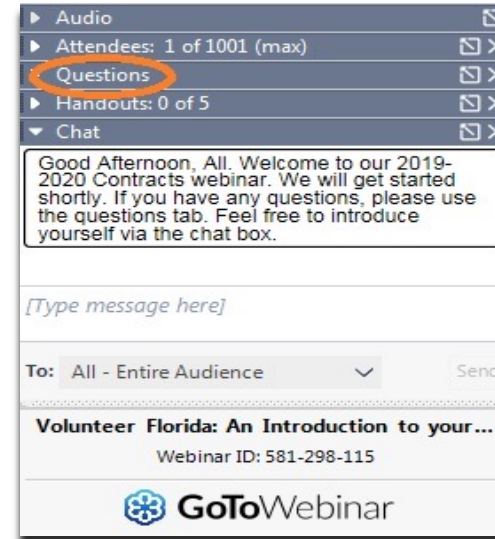 Audio
Attendees: 1 of 1001 (max)
Questions
Handouts: 0 of 5
Chat
Good Afternoon, All. Welcome to our 2019-
2020 Contracts webinar. We will get started
shortly. If you have any questions, please use
the questions tab. Feel free to introduce
yourself via the chat box.
[Type message here]
To: All - Entire Audience Send
Volunteer Florida: An Introduction to your...
Webinar ID: 581-298-115
GoToWebinar